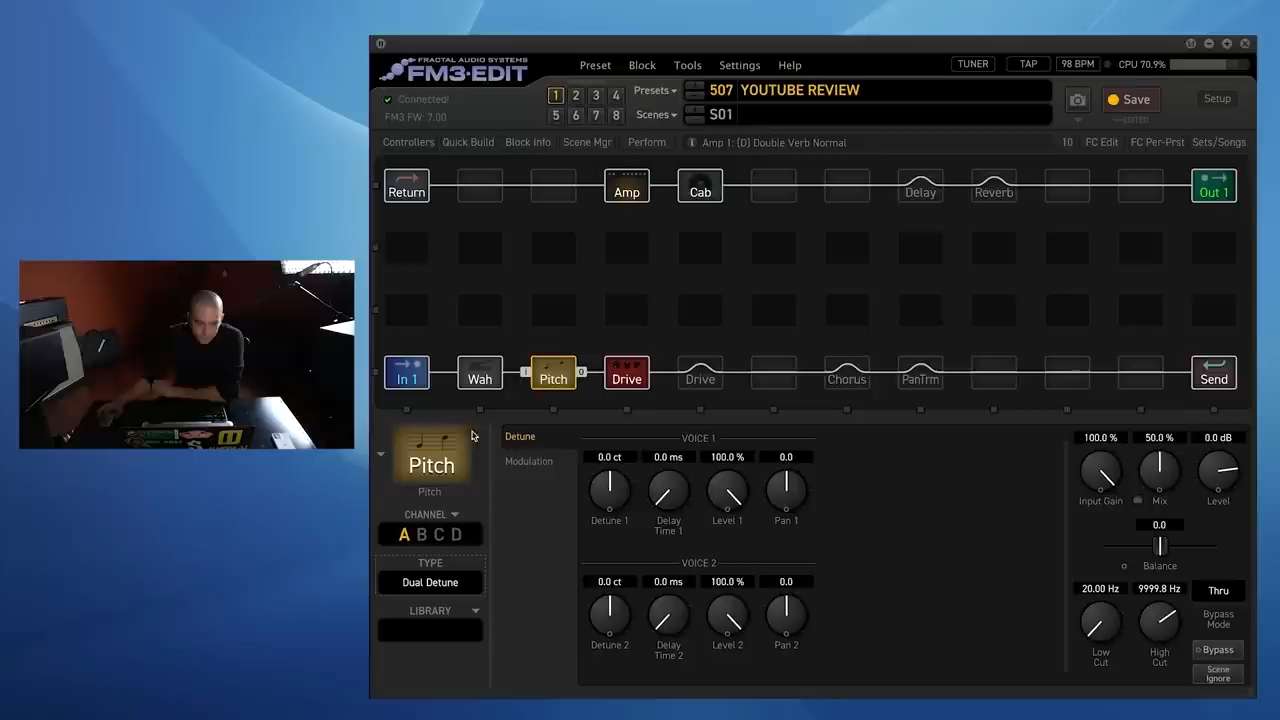 FRACTAL AUDIO SYSTEMS
FM3-EDIT
Preset Block Tools Settings Help
TUNER TAP 98 BPM CPU 70.9%
Connected!
FM3 FW: 7.00
1 2 3 4
5 6 7 8
Presets 507 YOUTUBE REVIEW
Scenes S01
Save
ENTER
Setup
Controllers Quick Build Block Info Scene Mgr Perform Amp 1: (D) Double Verb Normal 10 FC Edit FC Per-Prst Sets/Songs
Return Amp Cab Delay Reverb Out 1
In 1 Wah I Pitch O Drive Drive Chorus PanTrm Send
Pitch
Pitch
CHANNEL
A B C D
TYPE
Dual Detune
LIBRARY
Detune
Modulation
VOICE 1
0.0 ct 0.0 ms 100.0 % 0.0
Detune 1 Delay Time 1 Level 1 Pan 1
VOICE 2
0.0 ct 0.0 ms 100.0 % 0.0
Detune 2 Delay Time 2 Level 2 Pan 2
100.0 % 50.0 % 0.0 dB
Input Gain Mix Level
0.0
Balance
20.00 Hz 9999.8 Hz Thru
Low Cut High Cut Bypass Mode
Bypass
Scene Ignore